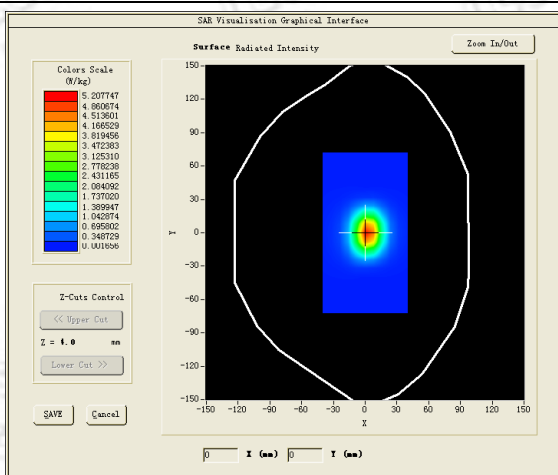 SAR Visualisation Graphical Interface
Surface Radiated Intensity
Zoom In/Out
Colors Scale
(W/kg)
5.207747
4.860674
4.513601
4.166529
3.819456
3.472383
3.125310
2.778238
2.431165
2.084092
1.737020
1.389947
1.042874
0.695802
0.348729
0.001656
150
120
90
60
30
0
-30
-60
-90
-120
-150
Y
-150 -120 -90 -60 -30 0 30 60 90 120 150
X
Z-Cuts Control
<< Upper Cut
Z = 4.0 mm
Lower Cut >>
SAVE Cancel
0 X (mm) 0 Y (mm)